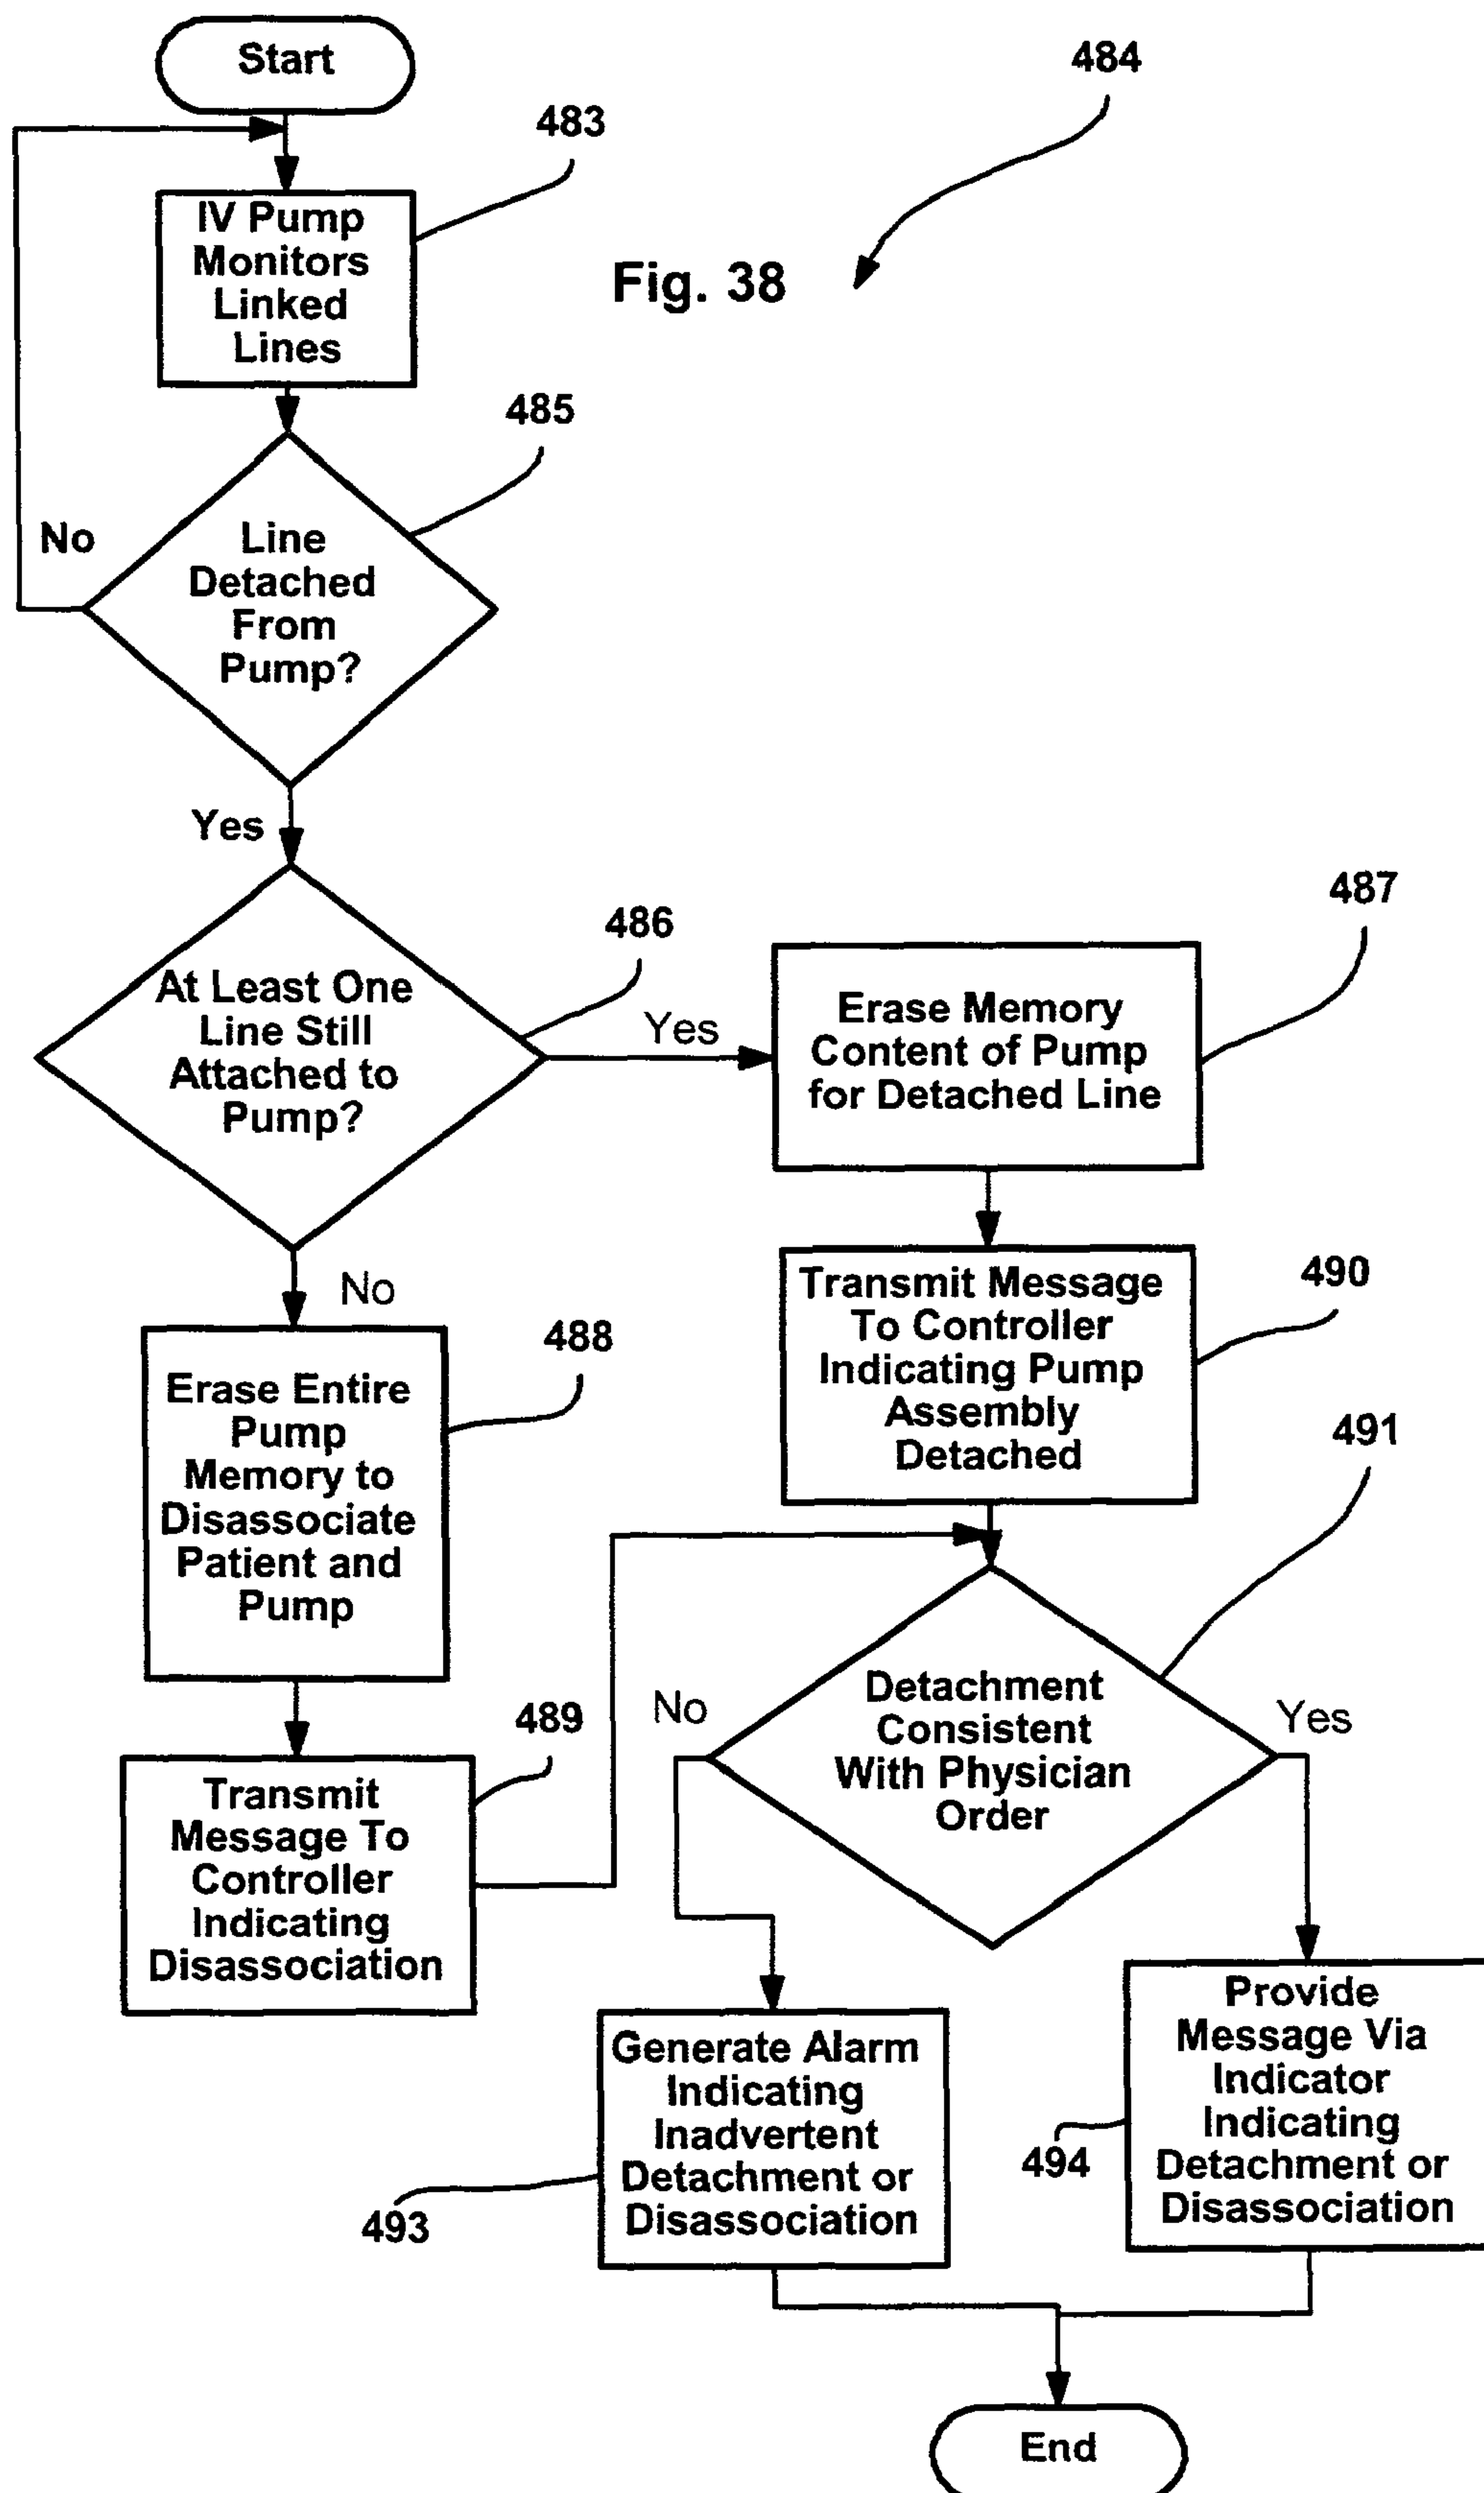 Start
484
483
IV Pump
Monitors
Linked
Lines
Fig. 38
485
No
Line
Detached
From
Pump?
Yes
487
486
At Least One
Line Still
Attached to
Pump?
Yes
Erase Memory
Content of Pump
for Detached Line
No
490
Transmit Message
To Controller
Indicating Pump
Assembly
Detached
488
Erase Entire
Pump
Memory to
Disassociate
Patient and
Pump
491
489
Transmit
Message To
Controller
Indicating
Disassociation
No
Detachment
Consistent
With Physician
Order
Yes
Generate Alarm
Indicating
Inadvertent
Detachment or
Disassociation
493
Provide
Message Via
Indicator
Indicating
Detachment or
Disassociation
494
End